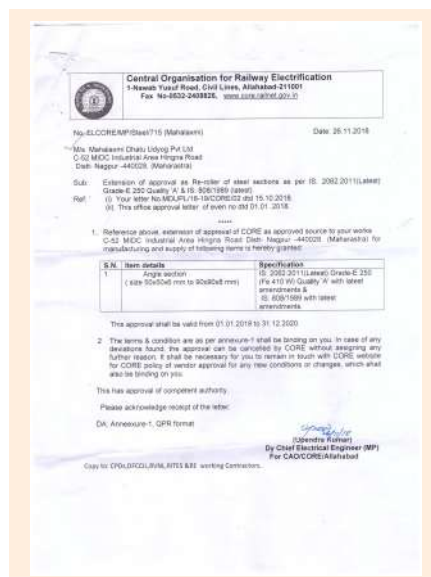 Central Organisation for Railway Electrification
1-Nawab Yusuf Road, Civil Lines, Allahabad-211001
Fax No-0532-2408825, www.core.railnet.gov.in
No.-ELCORE/MP/Steel/715 (Mahalaxmi) Date: 26.11.2018
M/s. Mahalaxmi Dhatu Udyog Pvt Ltd
C-52 MIDC Industrial Area Hingna Road
Distt- Nagpur -440028. (Maharastra)
Sub: Extension of approval as Re-roller of steel sections as per IS. 2062:2011(Latest)
Grade-E 250 Quality 'A' & IS: 808/1989 (latest).
Ref: (i) Your letter No.MDUPL/18-19/CORE/02 dtd 15.10.2018.
(ii) This office approval letter of even no dtd 01.01.2018.
*****
1. Reference above, extension of approval of CORE as approved source to your works
C-52 MIDC Industrial Area Hingna Road Distt- Nagpur -440028. (Maharastra) for
manufacturing and supply of following items is hereby granted:
S.N. Item details Specification
1 Angle section IS: 2062:2011(Latest) Grade-E 250
( size 50x50x6 mm to 90x90x8 mm) (Fe 410 W) Quality 'A' with latest
amendments &
IS: 808/1989 with latest
amendments.
This approval shall be valid from 01.01.2019 to 31.12.2020.
2 The terms & condition are as per annexure-1 shall be binding on you. In case of any
deviations found, the approval can be cancelled by CORE without assigning any
further reason. It shall be necessary for you to remain in touch with CORE website
for CORE policy of vendor approval for any new conditions or changes, which shall
also be binding on you.
This has approval of competent authority.
Please acknowledge receipt of the letter.
DA: Anneexure-1, QPR format
(Upendra Kumar)
Dy Chief Electrical Engineer (MP)
For CAO/CORE/Allahabad
Copy to: CPDs,DFCCIL,RVNL,RITES &RE working Contractors.